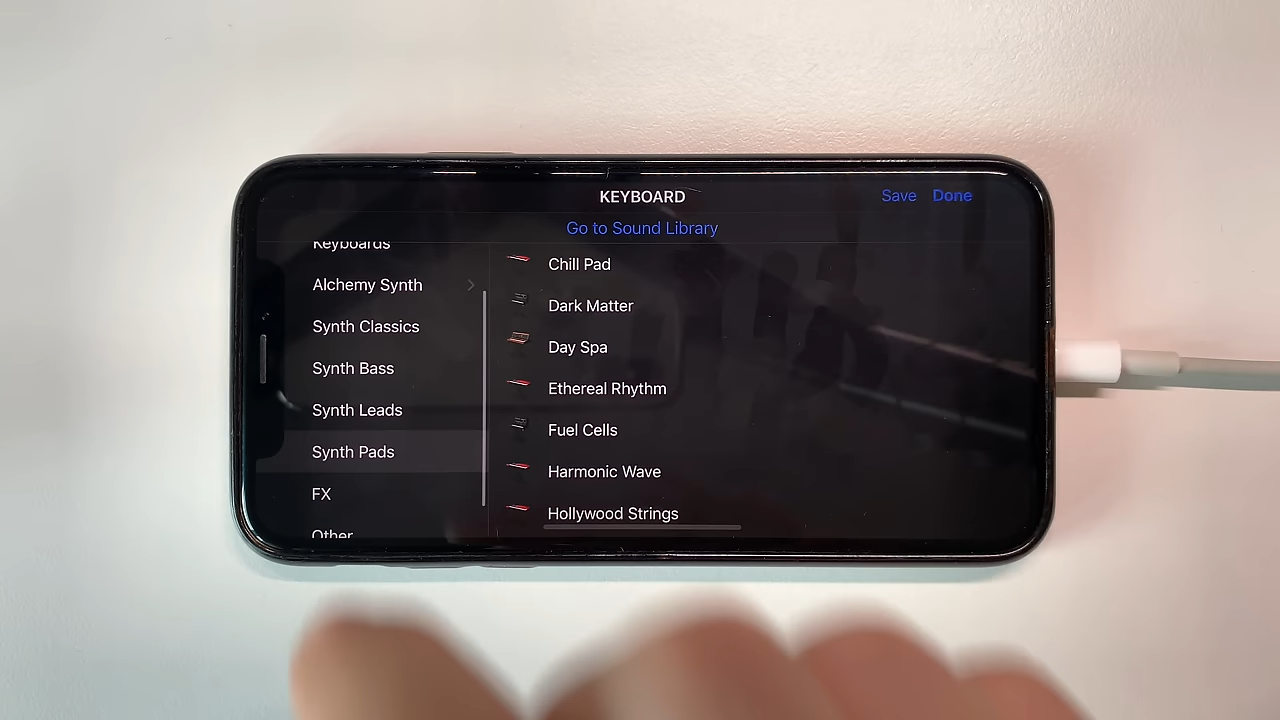 KEYBOARD
Save
Done
Go to Sound Library
Keyboards
Alchemy Synth
Synth Classics
Synth Bass
Synth Leads
Synth Pads
FX
Other
Chill Pad
Dark Matter
Day Spa
Ethereal Rhythm
Fuel Cells
Harmonic Wave
Hollywood Strings